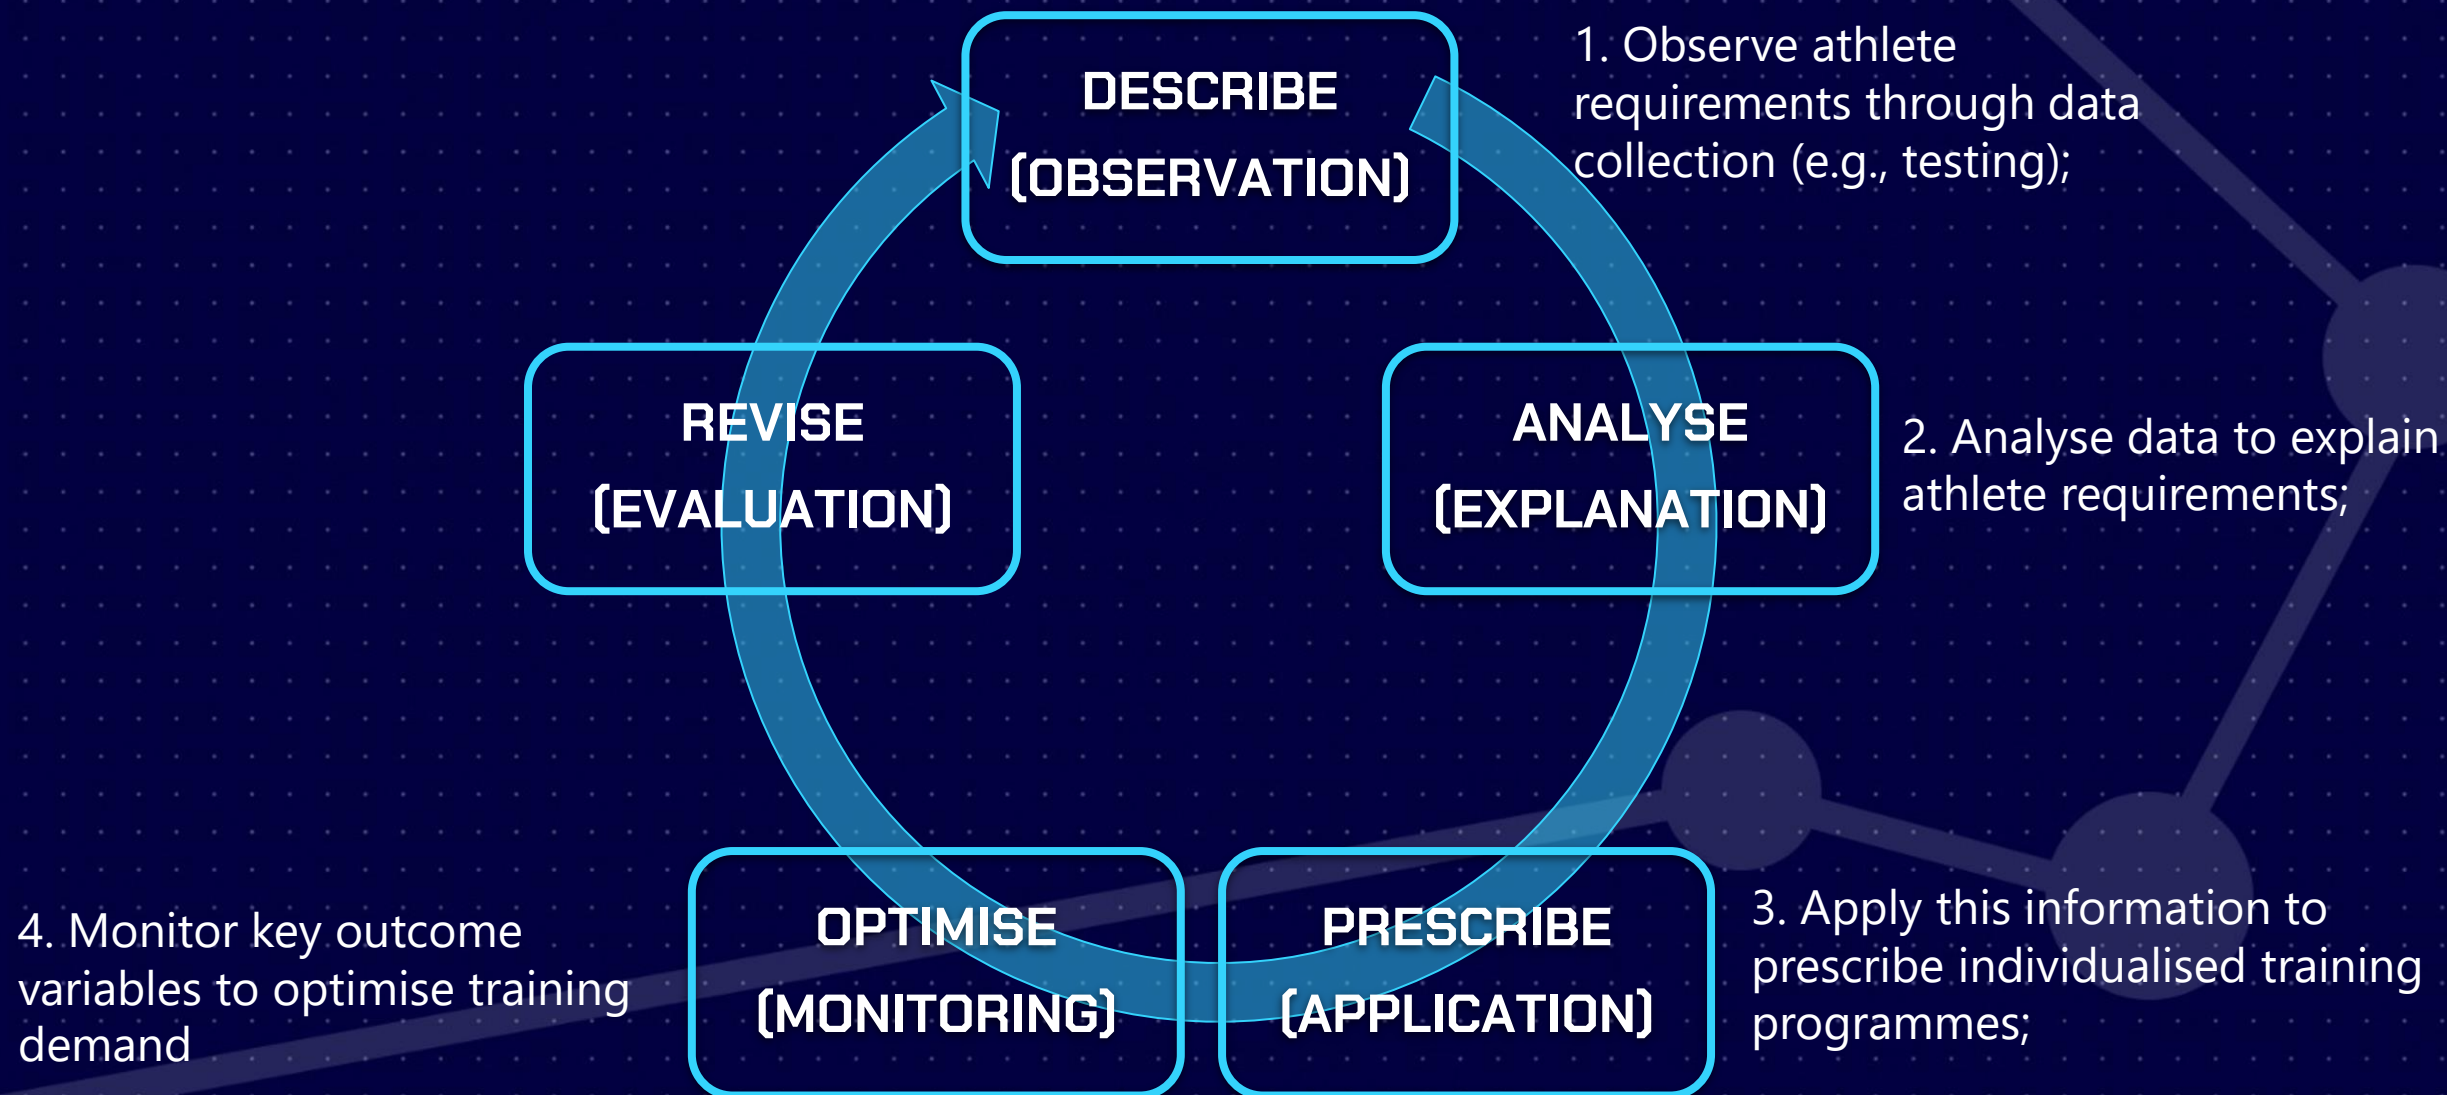 DESCRIBE
(OBSERVATION)
1. Observe athlete
requirements through data
collection (e.g., testing);
REVISE
(EVALUATION)
ANALYSE
(EXPLANATION)
2. Analyse data to explain
athlete requirements;
4. Monitor key outcome
variables to optimise training
demand
OPTIMISE
(MONITORING)
PRESCRIBE
(APPLICATION)
3. Apply this information to
prescribe individualised training
programmes;